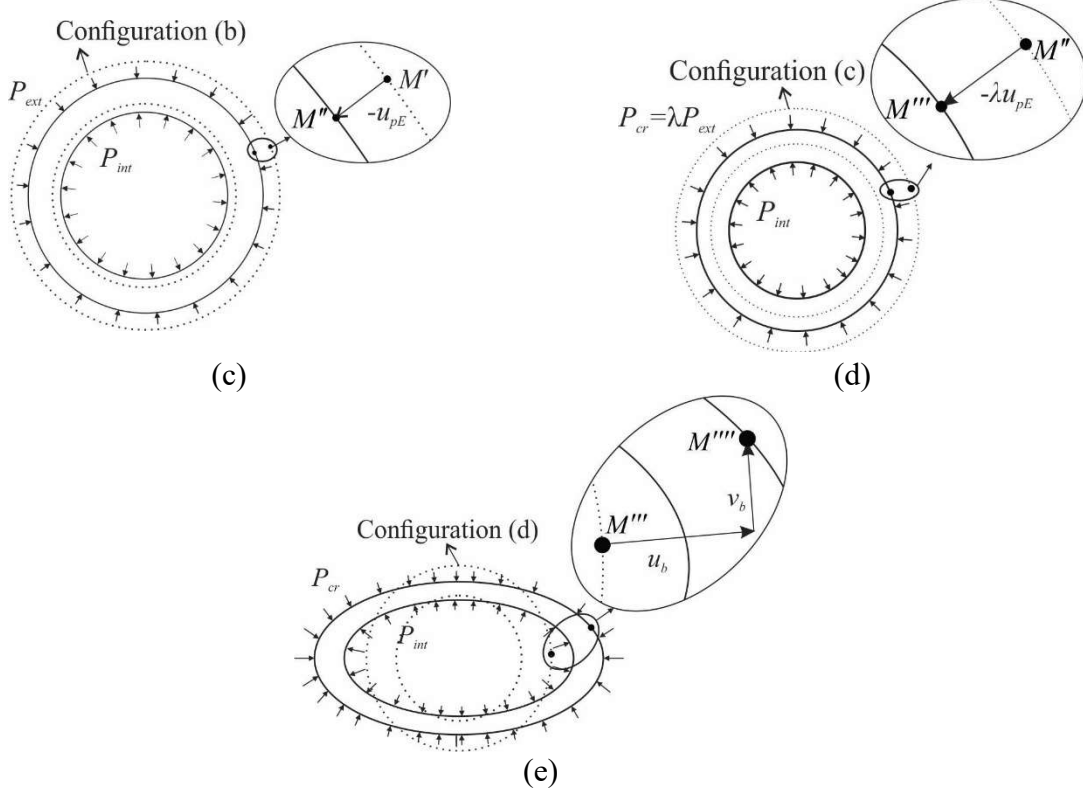 Configuration (b)
P_ext
M'
M''
-u_pE
P_int
(c)
Configuration (c)
P_cr=λP_ext
M''
M'''
-λu_pE
P_int
(d)
Configuration (d)
P_cr
P_int
M''''
M'''
v_b
u_b
(e)